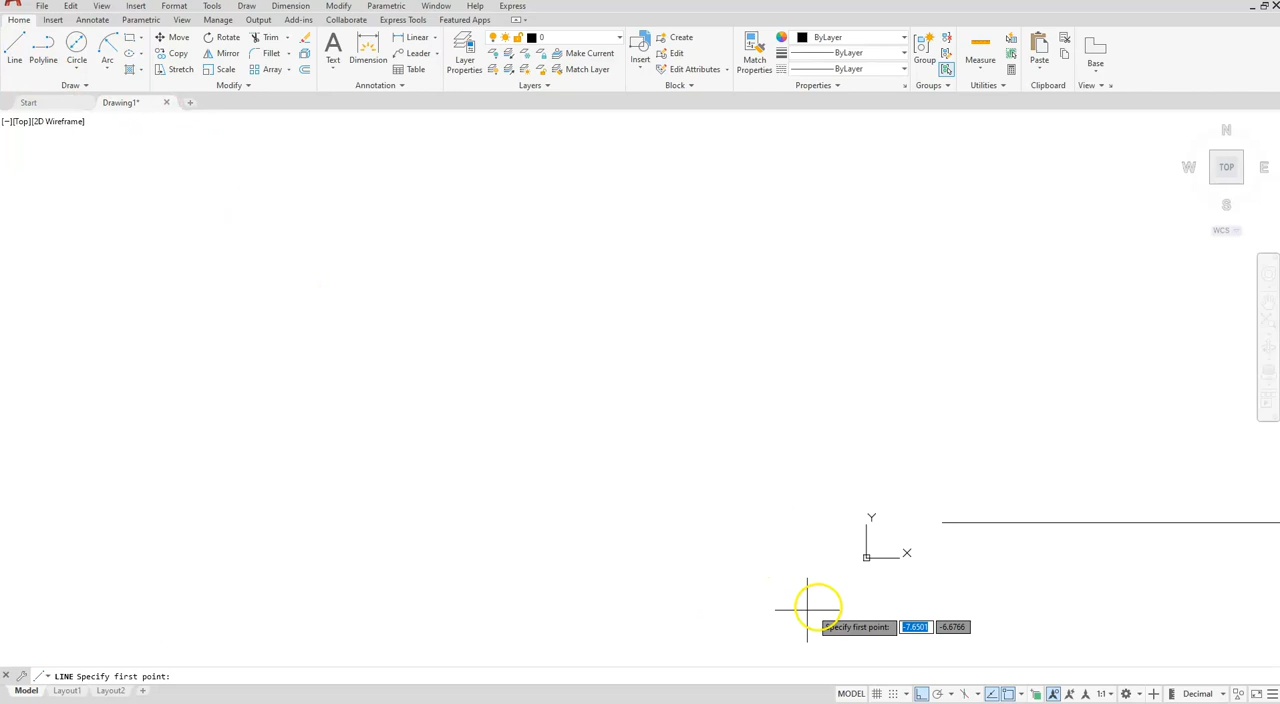 File Edit View Insert Format Tools Draw Dimension Modify Parametric Window Help Express
Home Insert Annotate Parametric View Manage Output Add-ins Collaborate Express Tools Featured Apps
Line Polyline Circle Arc Move Rotate Trim Text Dimension Linear Layer Properties 0 Insert Create Match Properties ByLayer Group Measure Paste Base
Copy Mirror Fillet Leader Make Current Edit ByLayer
Stretch Scale Array Table Match Layer Edit Attributes ByLayer
Draw Modify Annotation Layers Block Properties Groups Utilities Clipboard View
Start Drawing1*
[−][Top][2D Wireframe]
N
W TOP E
S
WCS
Y
X
Specify first point: -7.6501 -6.6766
LINE Specify first point:
Model Layout1 Layout2 MODEL 1:1 Decimal